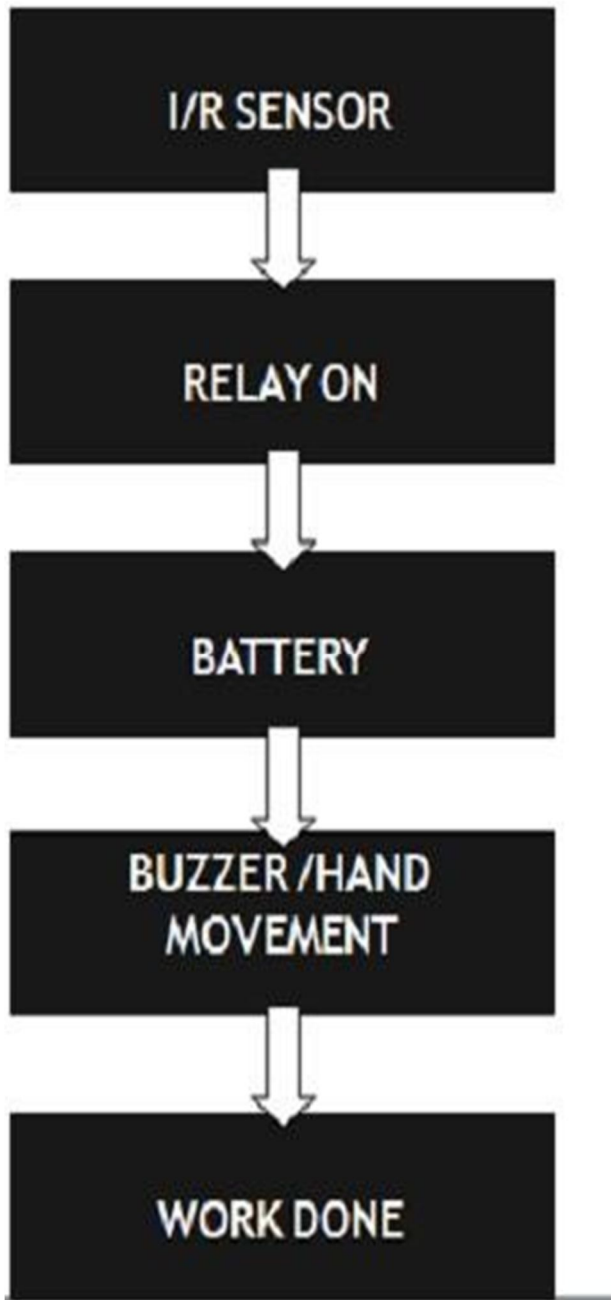 I/R SENSOR
RELAY ON
BATTERY
BUZZER /HAND
MOVEMENT
WORK DONE